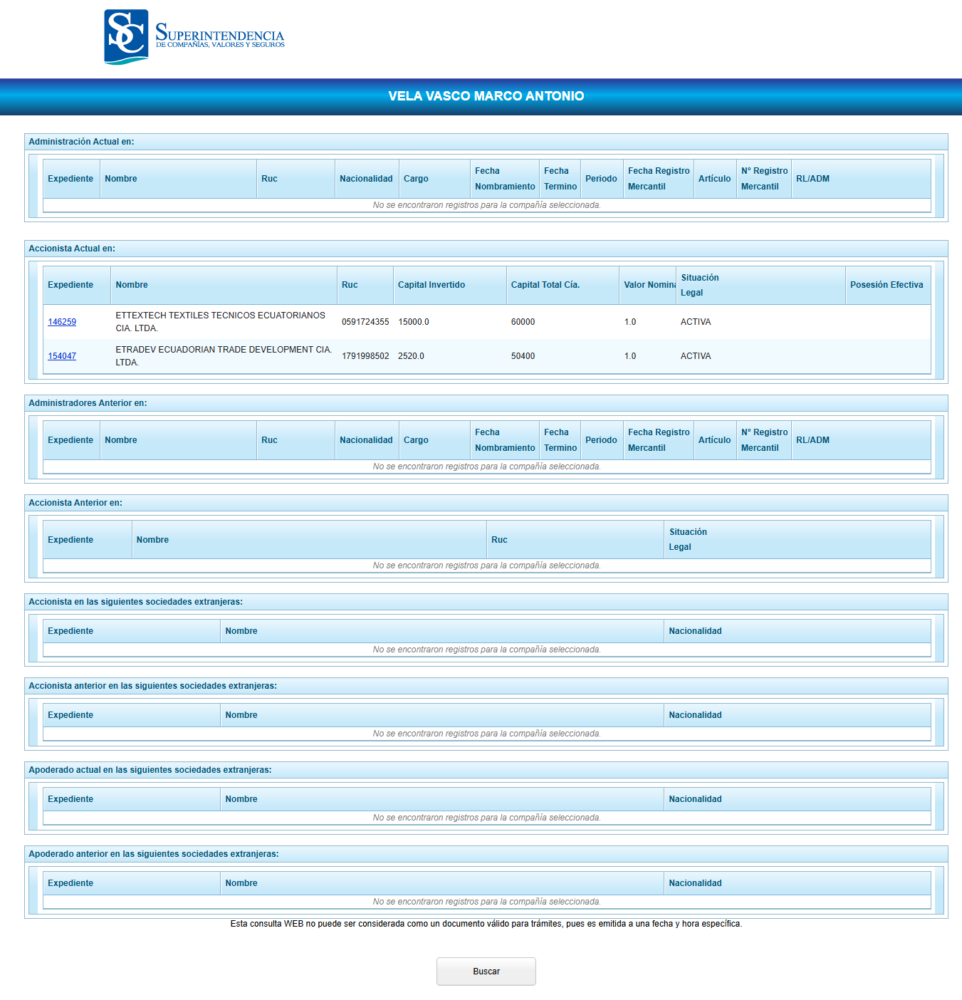 SC SUPERINTENDENCIA
DE COMPAÑÍAS, VALORES Y SEGUROS
VELA VASCO MARCO ANTONIO
Administración Actual en:
Expediente Nombre Ruc Nacionalidad Cargo Fecha Nombramiento Fecha Termino Periodo Fecha Registro Mercantil Artículo N° Registro Mercantil RL/ADM
No se encontraron registros para la compañía seleccionada.
Accionista Actual en:
Expediente Nombre Ruc Capital Invertido Capital Total Cía. Valor Nomina Situación Legal Posesión Efectiva
146259 ETTEXTECH TEXTILES TECNICOS ECUATORIANOS CIA. LTDA. 0591724355 15000.0 60000 1.0 ACTIVA
154047 ETRADEV ECUADORIAN TRADE DEVELOPMENT CIA. LTDA. 1791998502 2520.0 50400 1.0 ACTIVA
Administradores Anterior en:
Expediente Nombre Ruc Nacionalidad Cargo Fecha Nombramiento Fecha Termino Periodo Fecha Registro Mercantil Artículo N° Registro Mercantil RL/ADM
No se encontraron registros para la compañía seleccionada.
Accionista Anterior en:
Expediente Nombre Ruc Situación Legal
No se encontraron registros para la compañía seleccionada.
Accionista en las siguientes sociedades extranjeras:
Expediente Nombre Nacionalidad
No se encontraron registros para la compañía seleccionada.
Accionista anterior en las siguientes sociedades extranjeras:
Expediente Nombre Nacionalidad
No se encontraron registros para la compañía seleccionada.
Apoderado actual en las siguientes sociedades extranjeras:
Expediente Nombre Nacionalidad
No se encontraron registros para la compañía seleccionada.
Apoderado anterior en las siguientes sociedades extranjeras:
Expediente Nombre Nacionalidad
No se encontraron registros para la compañía seleccionada.
Esta consulta WEB no puede ser considerada como un documento válido para trámites, pues es emitida a una fecha y hora específica.
Buscar